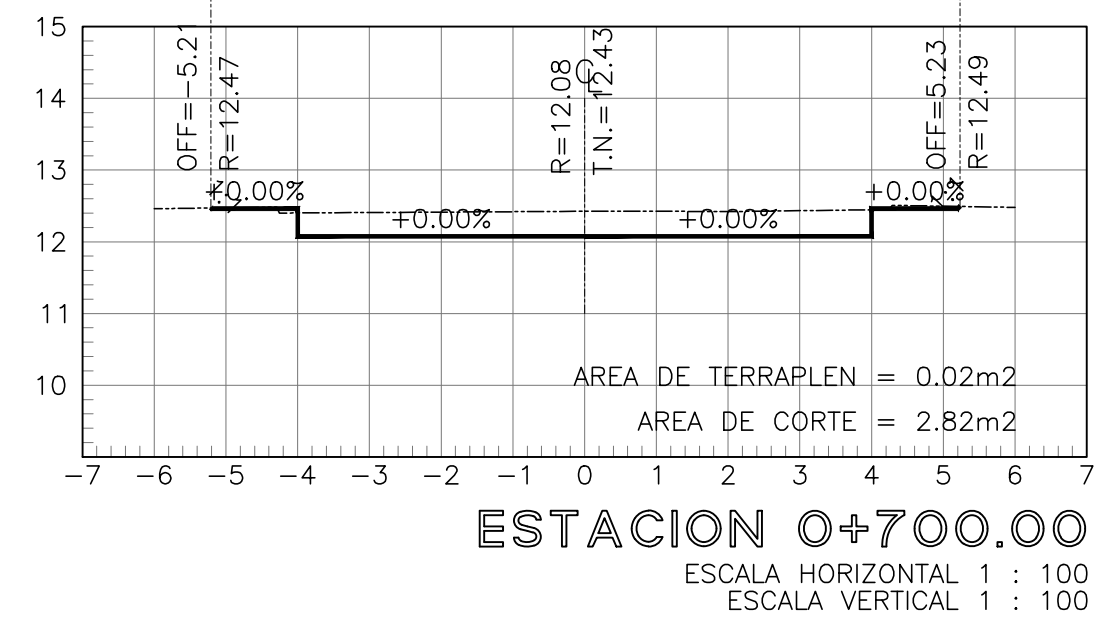 15
14
13
12
11
10
OFF=-5.21
R=12.47
R=12.08
T.N.=12.43
OFF=5.23
R=12.49
+0.00%
+0.00%
+0.00%
+0.00%
AREA DE TERRAPLEN = 0.02m2
AREA DE CORTE = 2.82m2
-7 -6 -5 -4 -3 -2 -1 0 1 2 3 4 5 6 7
ESTACION 0+700.00
ESCALA HORIZONTAL 1 : 100
ESCALA VERTICAL 1 : 100